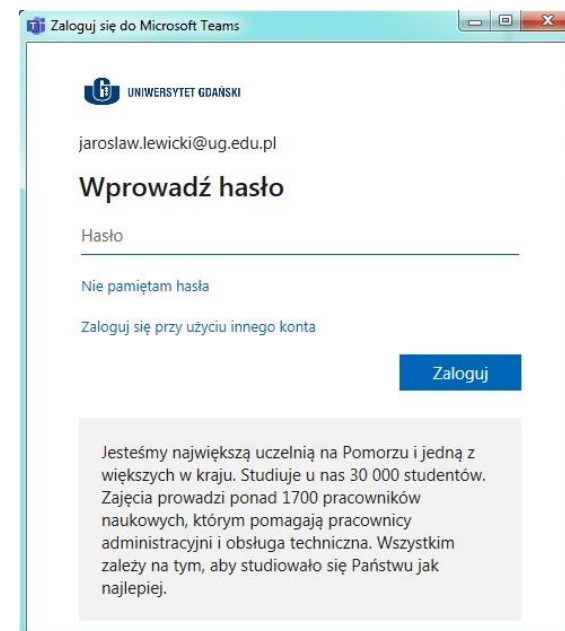 Zaloguj się do Microsoft Teams
UNIWERSYTET GDAŃSKI
jaroslaw.lewicki@ug.edu.pl
Wprowadź hasło
Hasło
Nie pamiętam hasła
Zaloguj się przy użyciu innego konta
Zaloguj
Jesteśmy największą uczelnią na Pomorzu i jedną z
większych w kraju. Studiuje u nas 30 000 studentów.
Zajęcia prowadzi ponad 1700 pracowników
naukowych, którym pomagają pracownicy
administracyjni i obsługa techniczna. Wszystkim
zależy na tym, aby studiowało się Państwu jak
najlepiej.